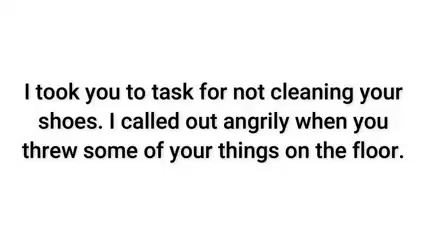 I took you to task for not cleaning your
shoes. I called out angrily when you
threw some of your things on the floor.